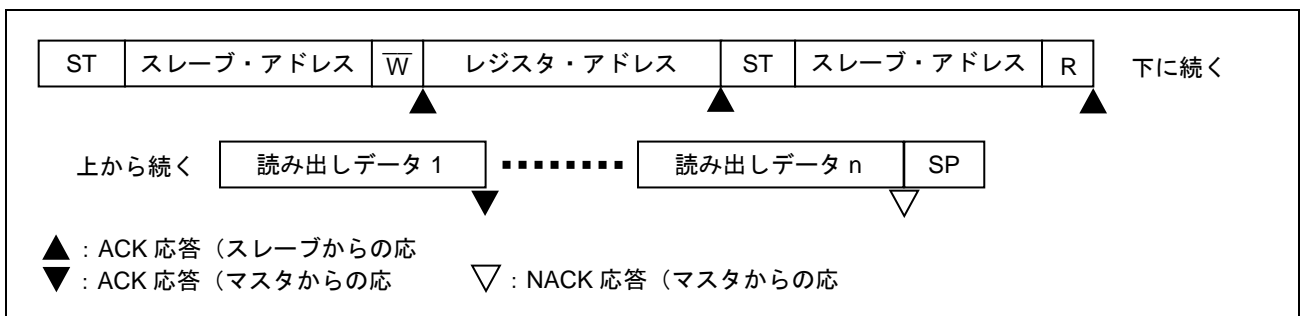 ST スレーブ・アドレス W̅ レジスタ・アドレス ST スレーブ・アドレス R 下に続く
上から続く 読み出しデータ 1 ▪▪▪▪▪▪▪▪ 読み出しデータ n SP
▲ : ACK 応答（スレーブからの応
▼ : ACK 応答（マスタからの応 ▽ : NACK 応答（マスタからの応